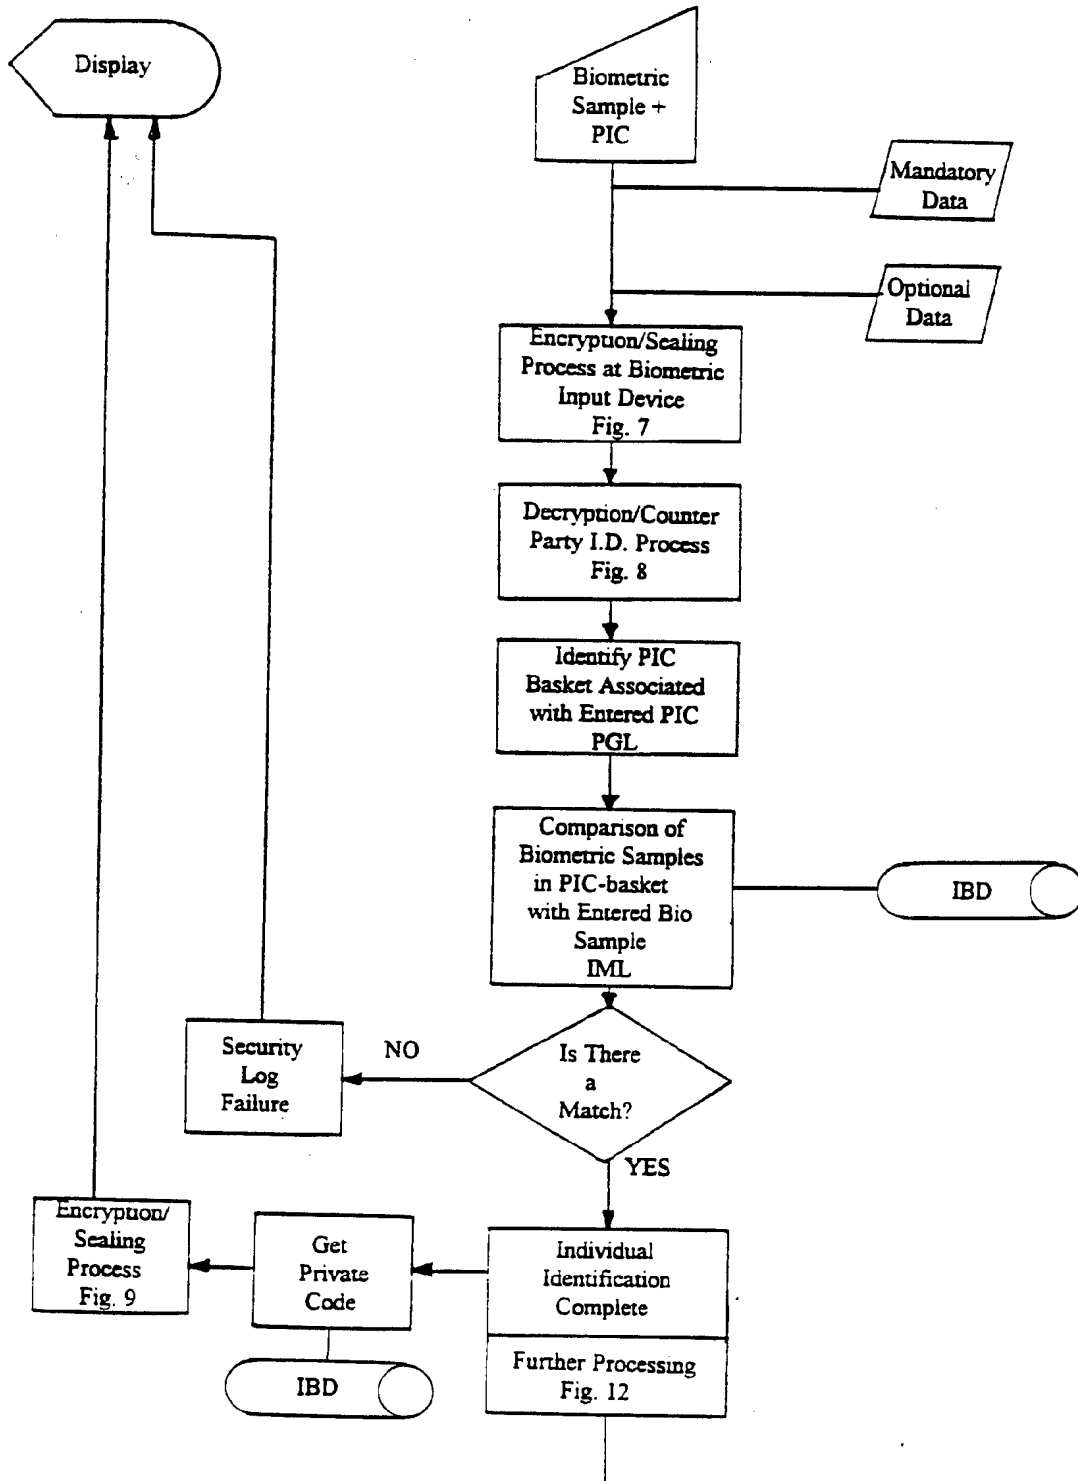 Display
Biometric
Sample +
PIC
Mandatory
Data
Optional
Data
Encryption/Sealing
Process at Biometric
Input Device
Fig. 7
Decryption/Counter
Party I.D. Process
Fig. 8
Identify PIC
Basket Associated
with Entered PIC
PGL
Comparison of
Biometric Samples
in PIC-basket
with Entered Bio
Sample
IML
IBD
Is There
a
Match?
NO
Security
Log
Failure
YES
Encryption/
Sealing
Process
Fig. 9
Get
Private
Code
IBD
Individual
Identification
Complete
Further Processing
Fig. 12